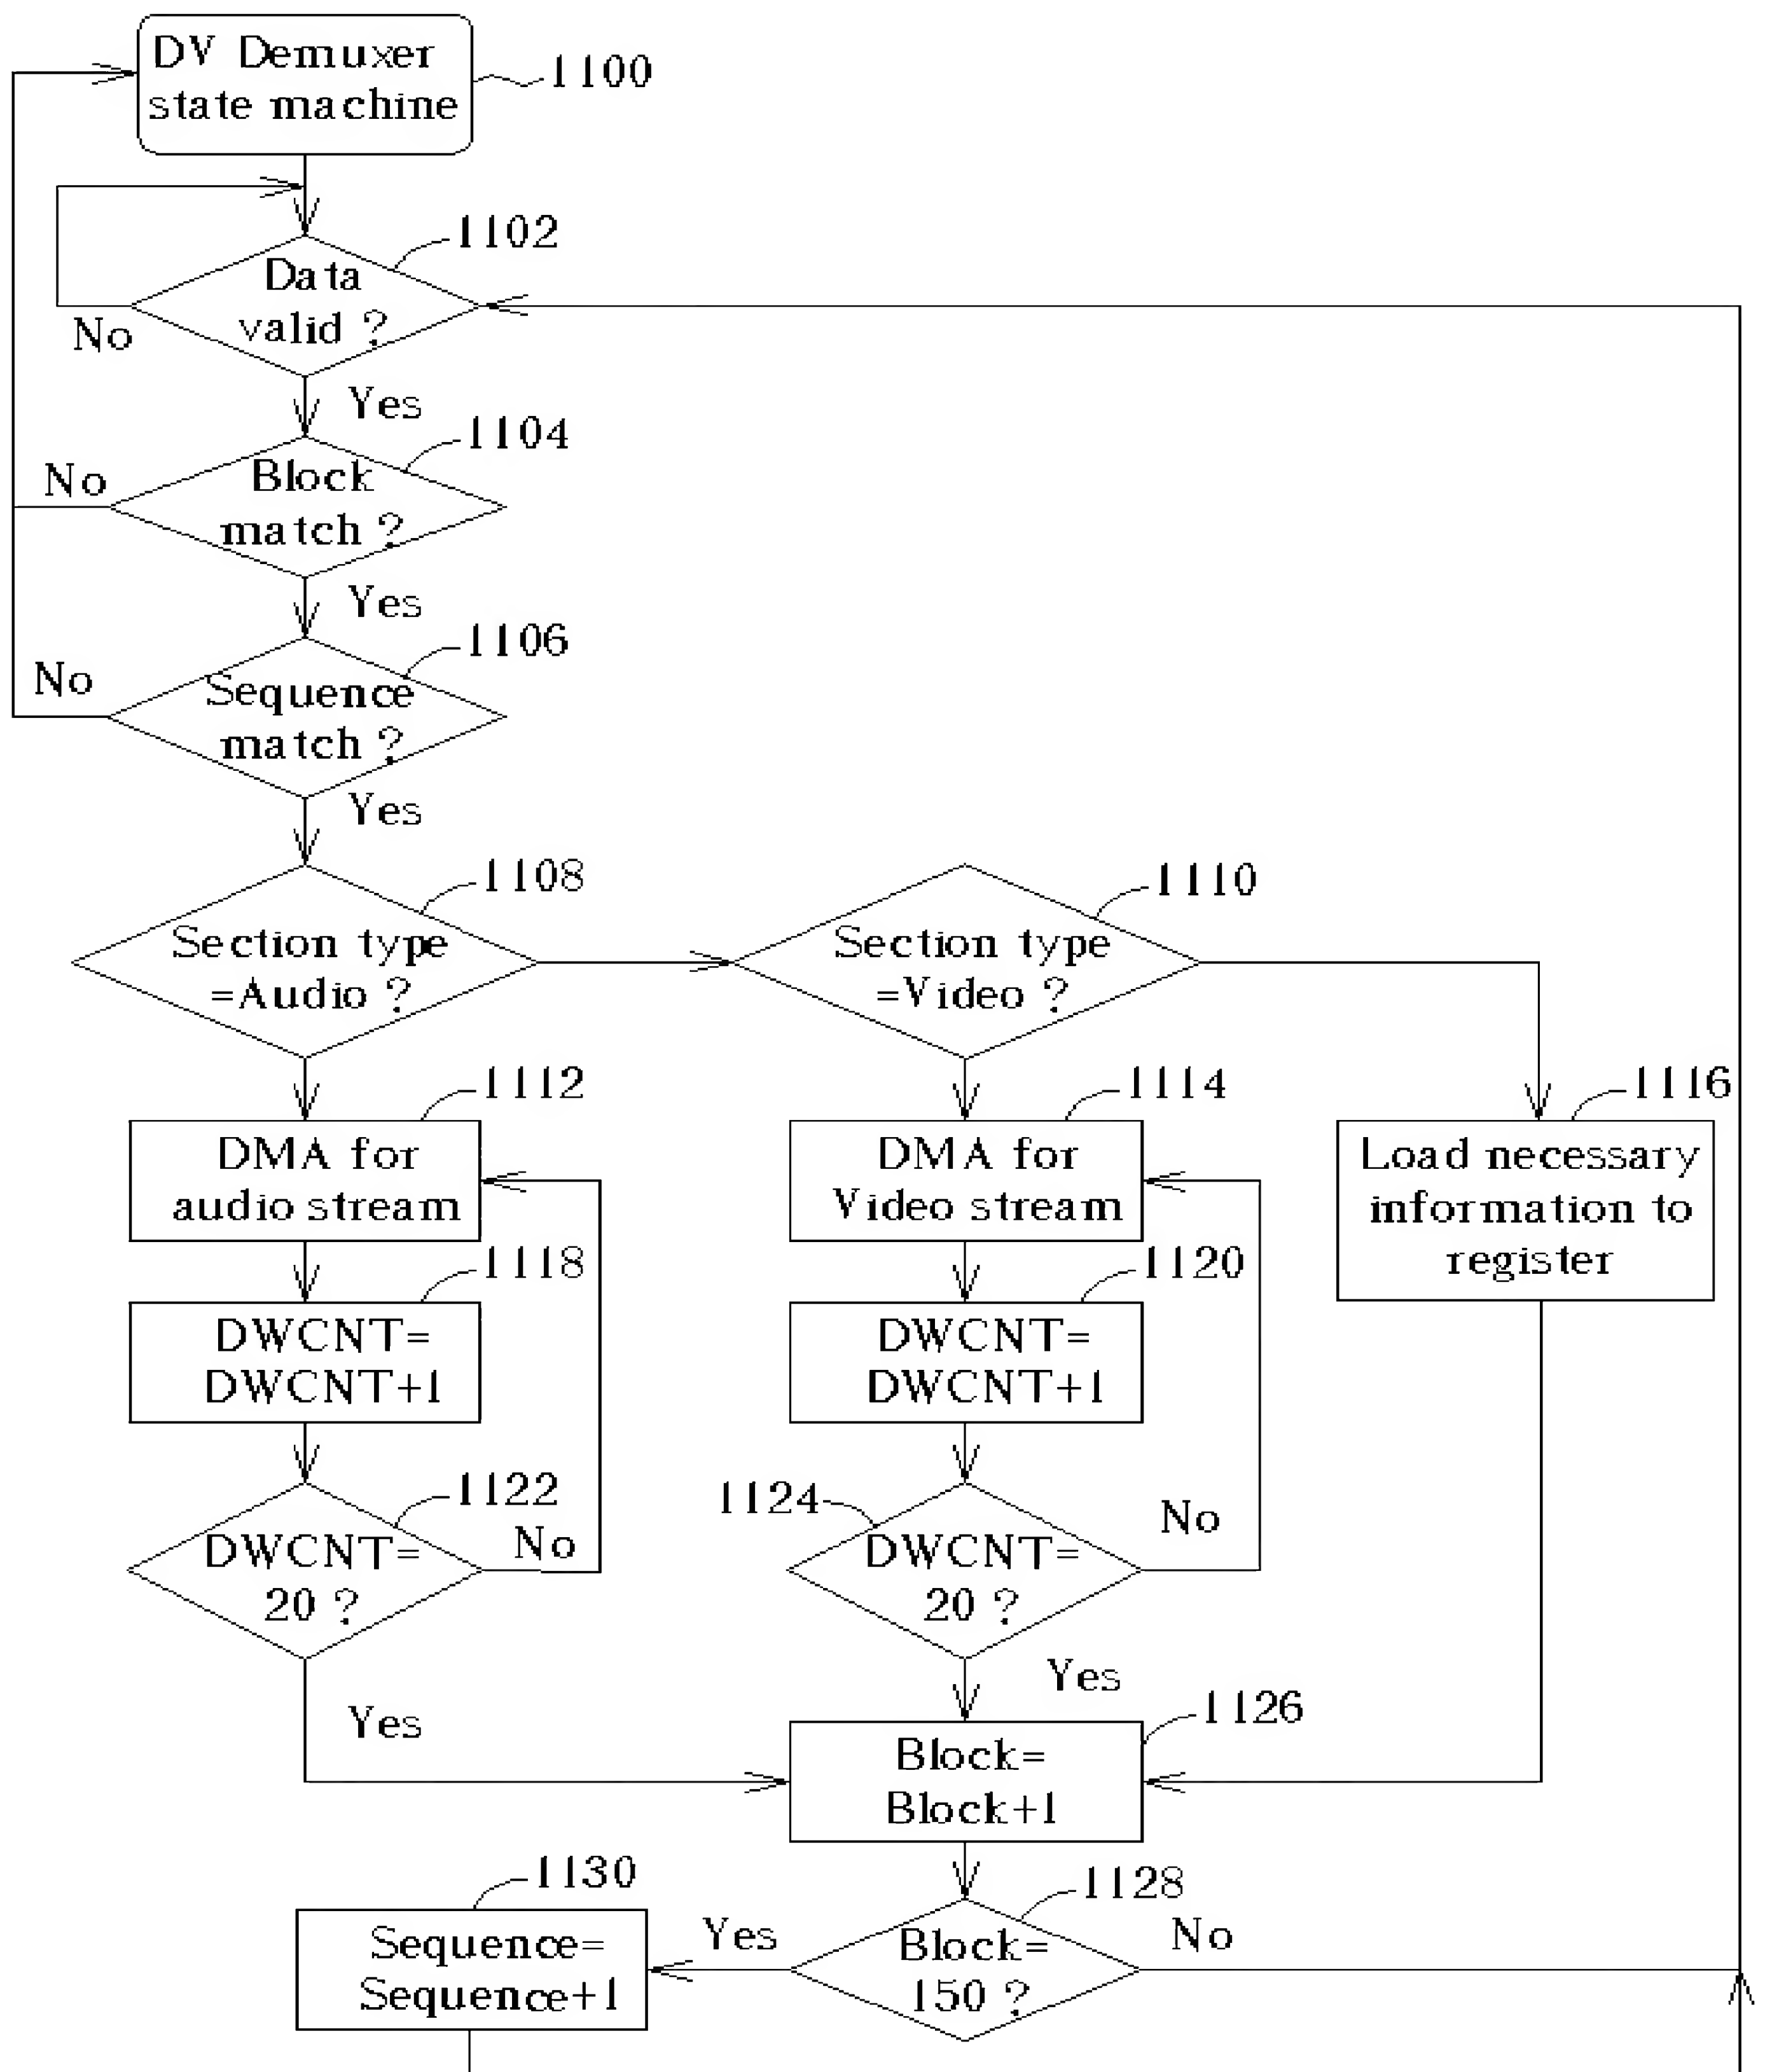 DV Demuxer
state machine
1100
1102
Data
valid ?
No
Yes
1104
Block
match ?
No
Yes
1106
Sequence
match ?
No
Yes
1108
Section type
=Audio ?
1110
Section type
=Video ?
1112
DMA for
audio stream
1114
DMA for
Video stream
1116
Load necessary
information to
register
1118
DWCNT=
DWCNT+1
1120
DWCNT=
DWCNT+1
1122
DWCNT=
20 ?
No
Yes
1124
DWCNT=
20 ?
No
Yes
1126
Block=
Block+1
1128
Block=
150 ?
Yes
No
1130
Sequence=
Sequence+1